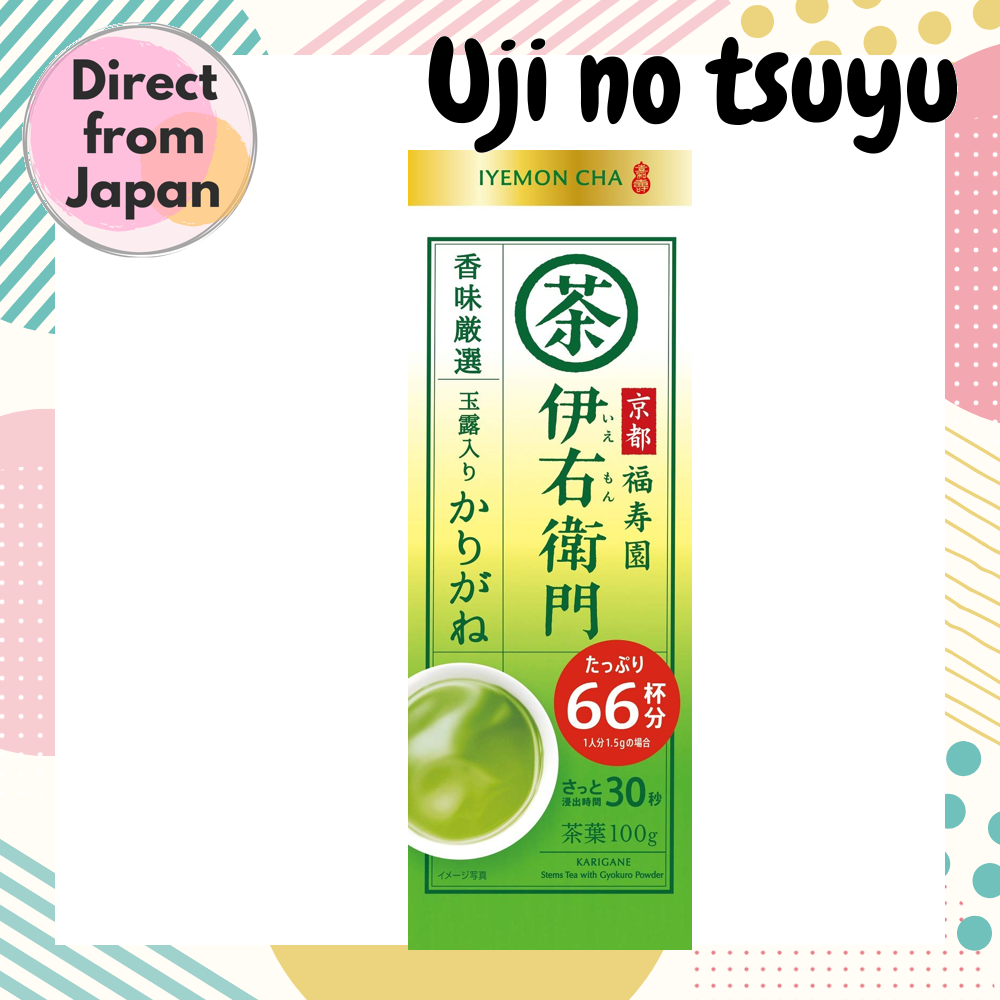 Direct
from
Japan
Uji no tsuyu
IYEMON CHA
茶
京都
福寿園
伊右衛門
いえ
もん
香味厳選
玉露入り
かりがね
たっぷり
66杯分
1人分1.5gの場合
さっと
浸出時間
30秒
茶葉100g
KARIGANE
Stems Tea with Gyokuro Powder
イメージ写真